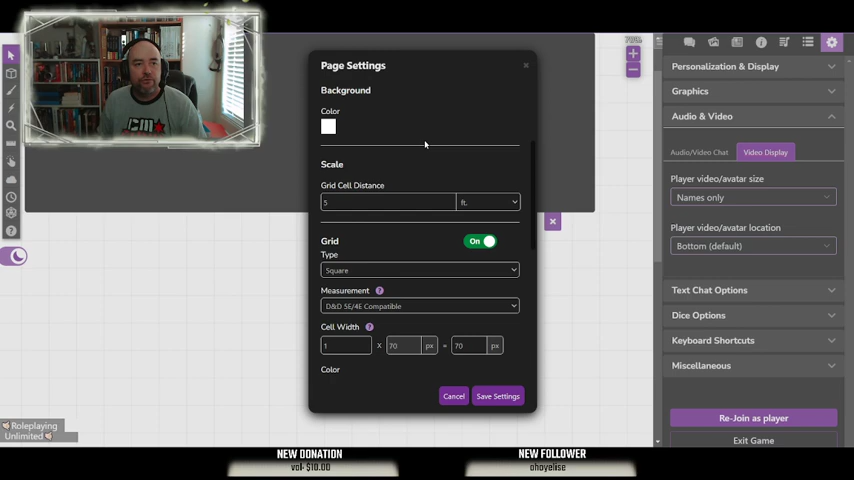 Page Settings
×
Background
Color
Scale
Grid Cell Distance
5
ft.
Grid
On
Type
Square
Measurement ?
D&D 5E/4E Compatible
Cell Width ?
1 x 70 px = 70 px
Color
Cancel
Save Settings
Personalization & Display
Graphics
Audio & Video
Audio/Video Chat
Video Display
Player video/avatar size
Names only
Player video/avatar location
Bottom (default)
Text Chat Options
Dice Options
Keyboard Shortcuts
Miscellaneous
Re-Join as player
Exit Game
Roleplaying
Unlimited
NEW DONATION
vol- $10.00
NEW FOLLOWER
ohoyelise